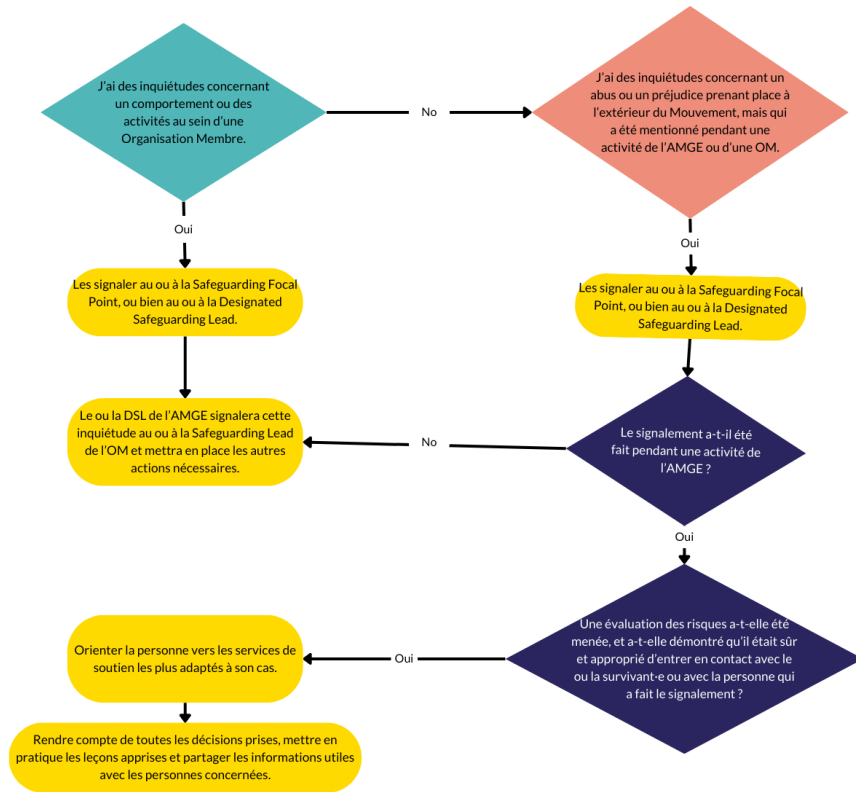 J'ai des inquiétudes concernant
un comportement ou des
activités au sein d'une
Organisation Membre.
No
J'ai des inquiétudes concernant un
abus ou un préjudice prenant place à
l'extérieur du Mouvement, mais qui
a été mentionné pendant une
activité de l'AMGE ou d'une OM.
Oui
Oui
Les signaler au ou à la Safeguarding Focal
Point, ou bien au ou à la Designated
Safeguarding Lead.
Les signaler au ou à la Safeguarding Focal
Point, ou bien au ou à la Designated
Safeguarding Lead.
Le ou la DSL de l'AMGE signalera cette
inquiétude au ou à la Safeguarding Lead
de l'OM et mettra en place les autres
actions nécessaires.
No
Le signalement a-t-il été
fait pendant une activité de
l'AMGE ?
Oui
Une évaluation des risques a-t-elle été
menée, et a-t-elle démontré qu'il était sûr
et approprié d'entrer en contact avec le
ou la survivant·e ou avec la personne qui
a fait le signalement ?
Oui
Orienter la personne vers les services de
soutien les plus adaptés à son cas.
Rendre compte de toutes les décisions prises, mettre en
pratique les leçons apprises et partager les informations utiles
avec les personnes concernées.